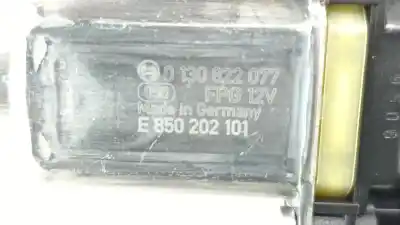 0 130 822 077
FPG 12V
Made in Germany
E 850 202 101